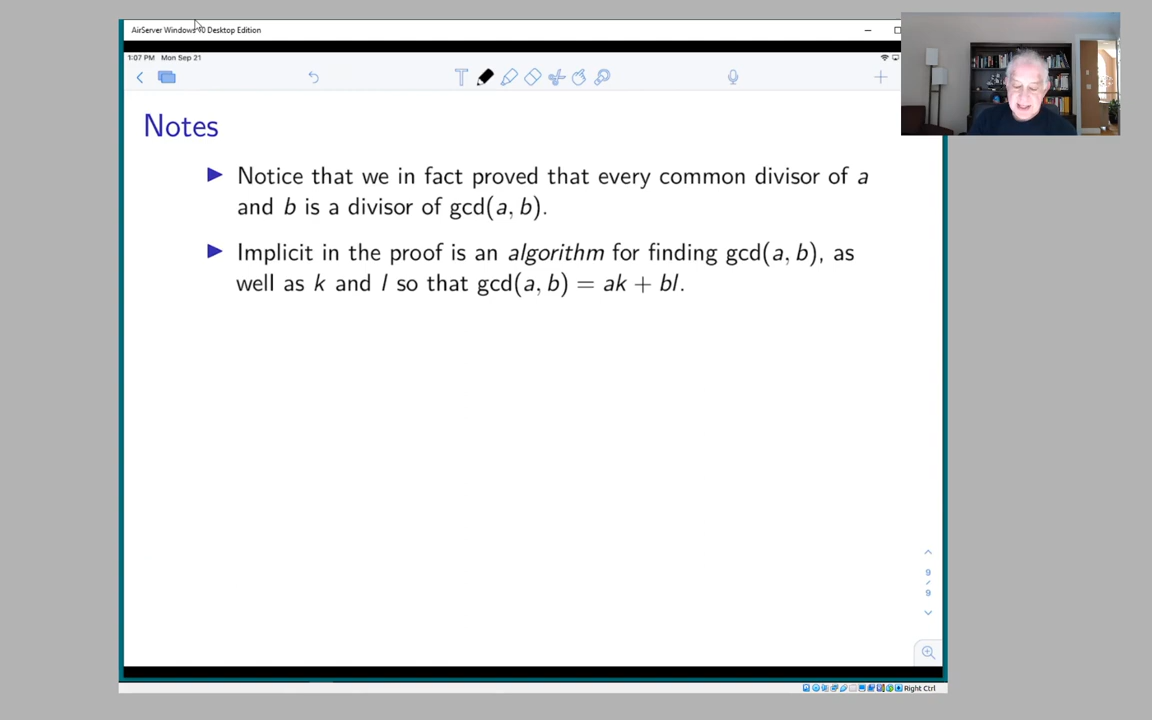 AirServer Windows 10 Desktop Edition
1:07 PM Mon Sep 21
Notes
Notice that we in fact proved that every common divisor of a
and b is a divisor of gcd(a, b).
Implicit in the proof is an algorithm for finding gcd(a, b), as
well as k and l so that gcd(a, b) = ak + bl.
9
/
9
Right Ctrl